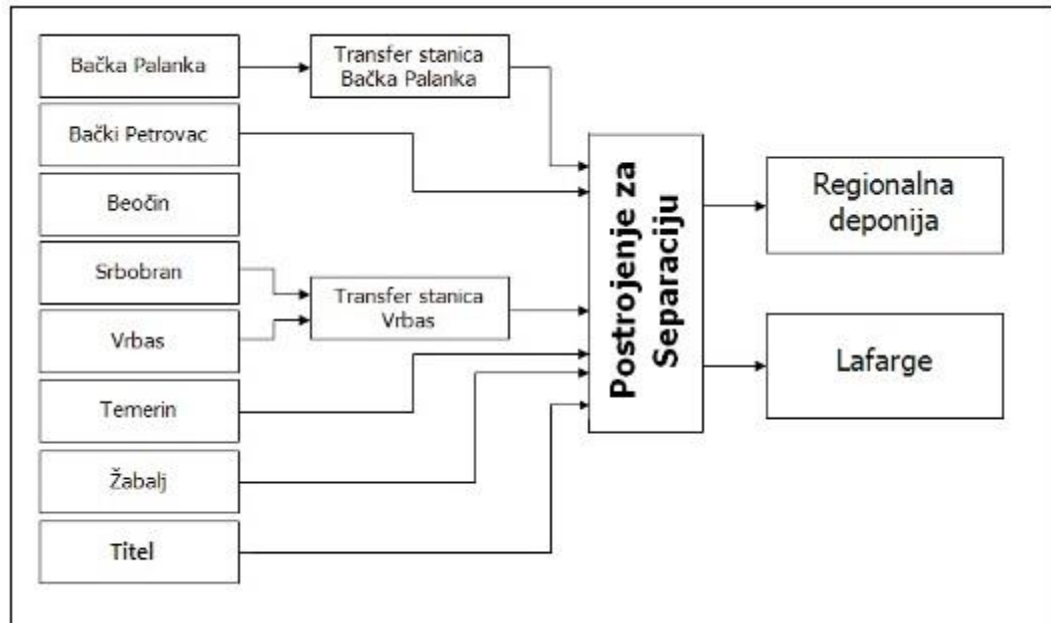 Bačka Palanka
Transfer stanica
Bačka Palanka
Bački Petrovac
Beočin
Srbobran
Transfer stanica
Vrbas
Vrbas
Temerin
Žabalj
Titel
Postrojenje za
Separaciju
Regionalna
deponija
Lafarge